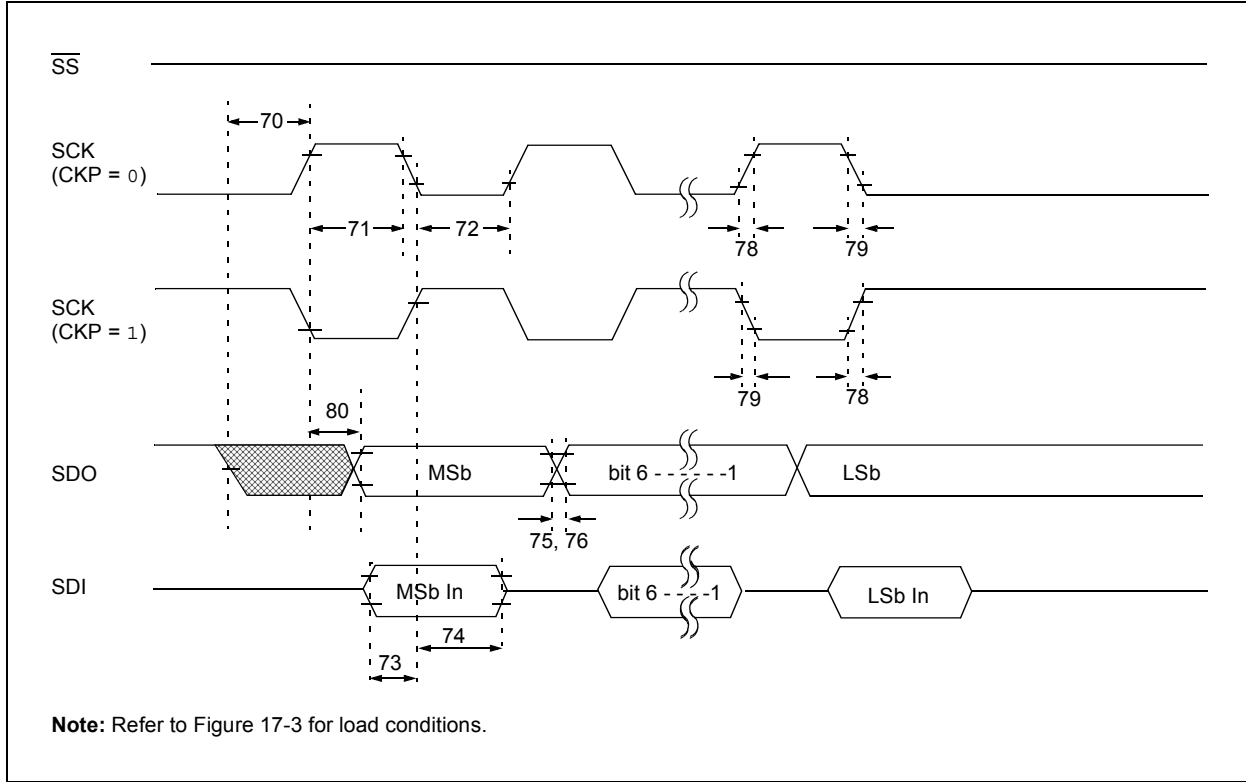 SS
70
SCK
(CKP = 0)
71
72
78
79
SCK
(CKP = 1)
79
78
80
SDO
MSb
bit 6 - - - - - -1
LSb
75, 76
SDI
MSb In
bit 6 - - - -1
LSb In
74
73
Note: Refer to Figure 17-3 for load conditions.